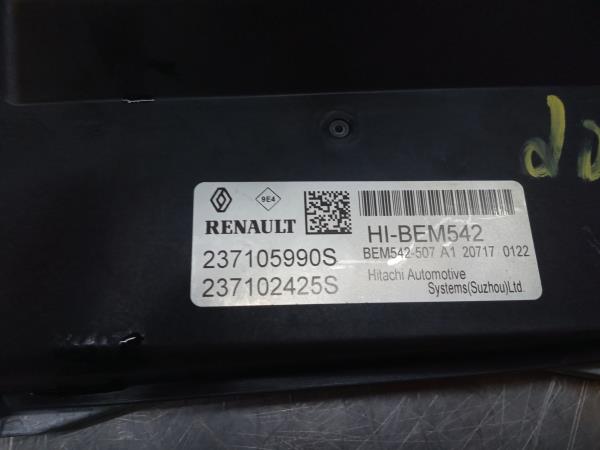 9E4
RENAULT
237105990S
237102425S
HI-BEM542
BEM542-507 A1 20717 0122
Hitachi Automotive
Systems(Suzhou)Ltd.